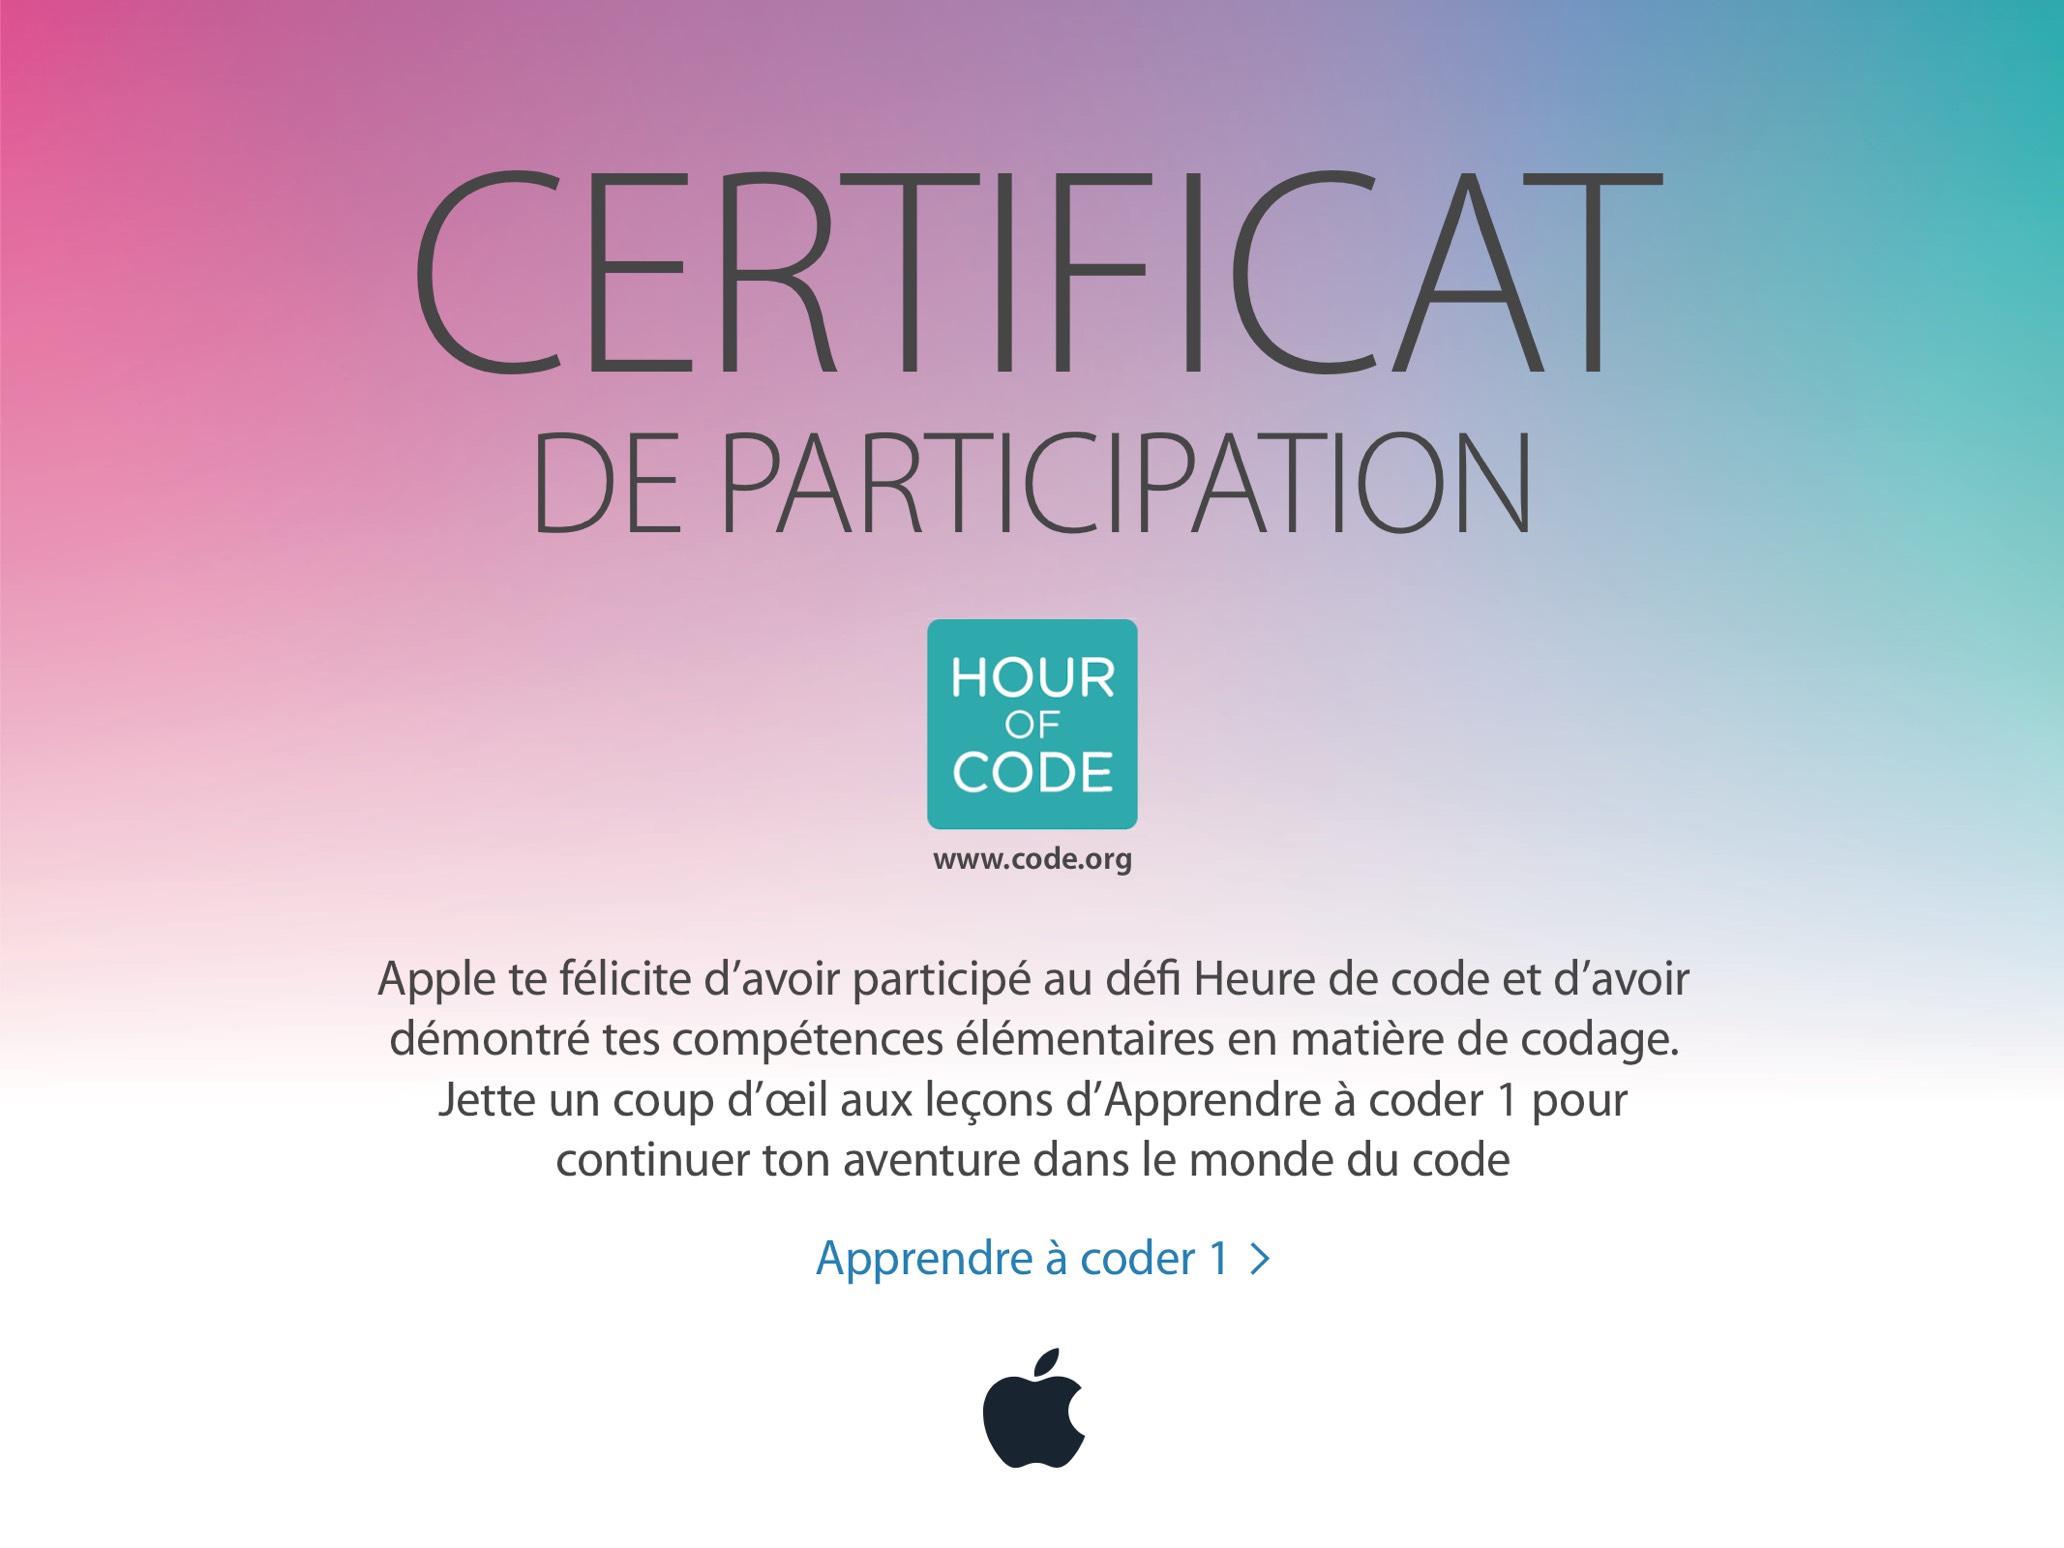 CERTIFICAT
DE PARTICIPATION
HOUR
OF
CODE
www.code.org
Apple te félicite d’avoir participé au défi Heure de code et d’avoir
démontré tes compétences élémentaires en matière de codage.
Jette un coup d’œil aux leçons d’Apprendre à coder 1 pour
continuer ton aventure dans le monde du code
Apprendre à coder 1 >